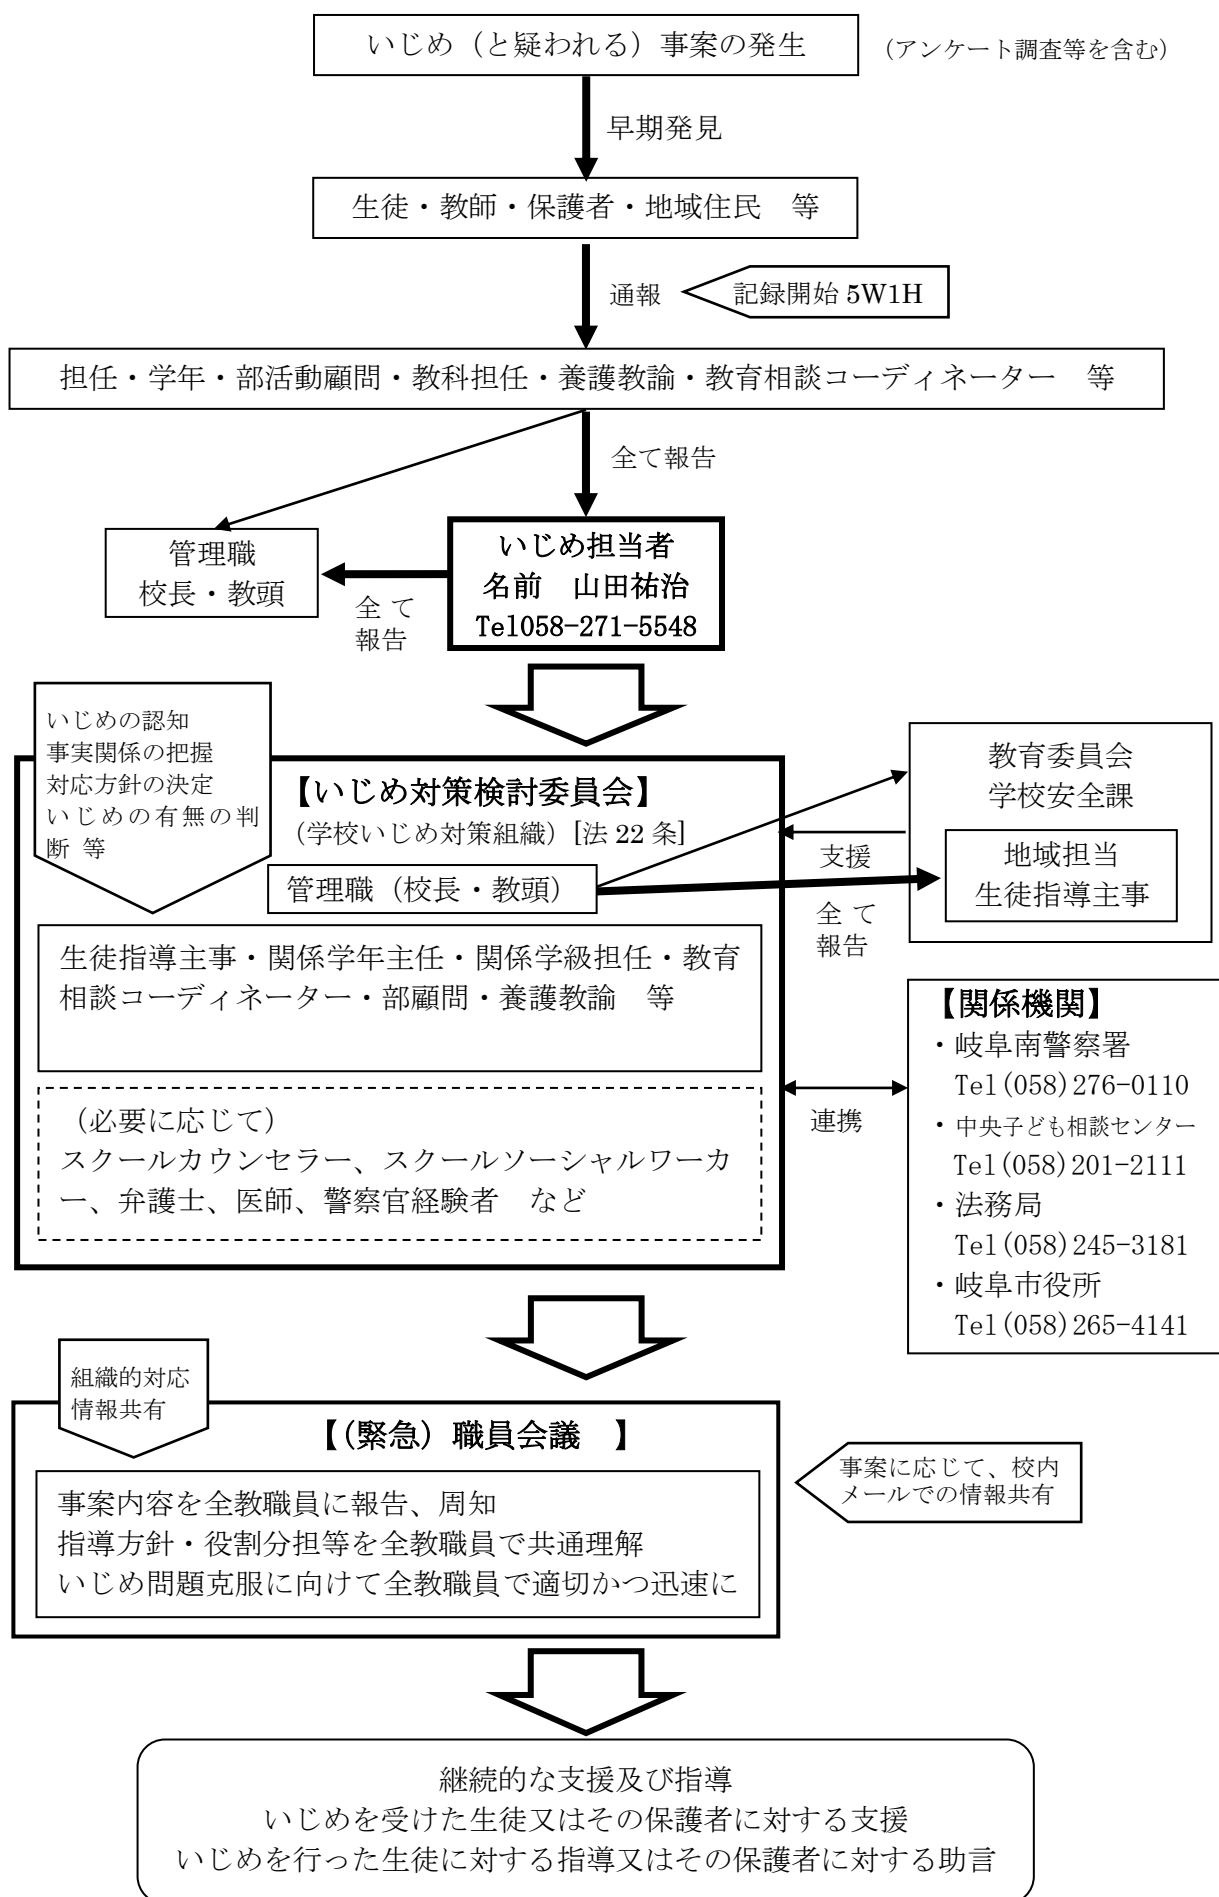 いじめ（と疑われる）事案の発生
（アンケート調査等を含む）
早期発見
生徒・教師・保護者・地域住民　等
通報
記録開始 5W1H
担任・学年・部活動顧問・教科担任・養護教諭・教育相談コーディネーター　等
全て報告
管理職
校長・教頭
全 て
報告
いじめ担当者
名前　山田祐治
Tel058-271-5548
いじめの認知
事実関係の把握
対応方針の決定
いじめの有無の判
断 等
【いじめ対策検討委員会】
（学校いじめ対策組織）[法 22 条]
管理職（校長・教頭）
生徒指導主事・関係学年主任・関係学級担任・教育
相談コーディネーター・部顧問・養護教諭　等
（必要に応じて）
スクールカウンセラー、スクールソーシャルワーカ
ー、弁護士、医師、警察官経験者　など
教育委員会
学校安全課
地域担当
生徒指導主事
支援
全 て
報告
連携
【関係機関】
・岐阜南警察署
Tel(058)276-0110
・中央子ども相談センター
Tel(058)201-2111
・法務局
Tel(058)245-3181
・岐阜市役所
Tel(058)265-4141
組織的対応
情報共有
【（緊急）職員会議　】
事案内容を全教職員に報告、周知
指導方針・役割分担等を全教職員で共通理解
いじめ問題克服に向けて全教職員で適切かつ迅速に
事案に応じて、校内
メールでの情報共有
継続的な支援及び指導
いじめを受けた生徒又はその保護者に対する支援
いじめを行った生徒に対する指導又はその保護者に対する助言